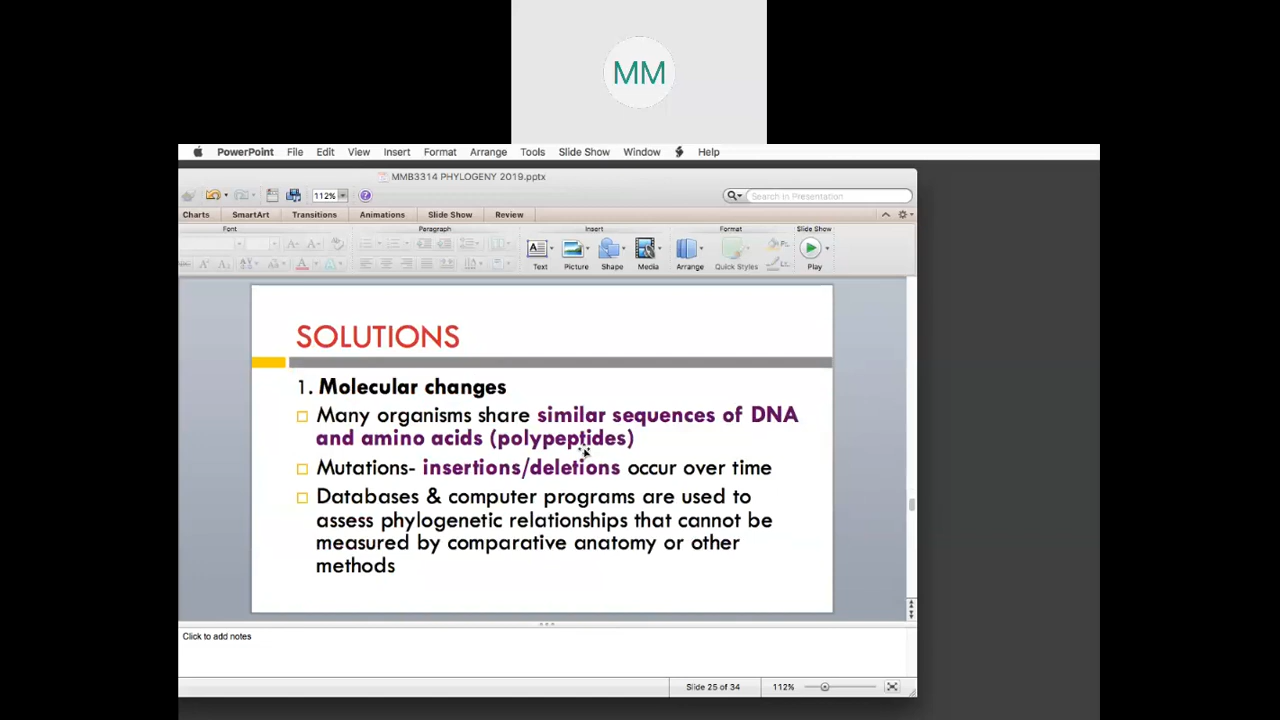 MM
PowerPoint File Edit View Insert Format Arrange Tools Slide Show Window Help
MMB3314 PHYLOGENY 2019.pptx
112% Search in Presentation
Charts SmartArt Transitions Animations Slide Show Review
Font Paragraph Insert Format Slide Show
Text Picture Shape Media Arrange Quick Styles Play
SOLUTIONS
1. Molecular changes
Many organisms share similar sequences of DNA
and amino acids (polypeptides)
Mutations- insertions/deletions occur over time
Databases & computer programs are used to
assess phylogenetic relationships that cannot be
measured by comparative anatomy or other
methods
Click to add notes
Slide 25 of 34 112%